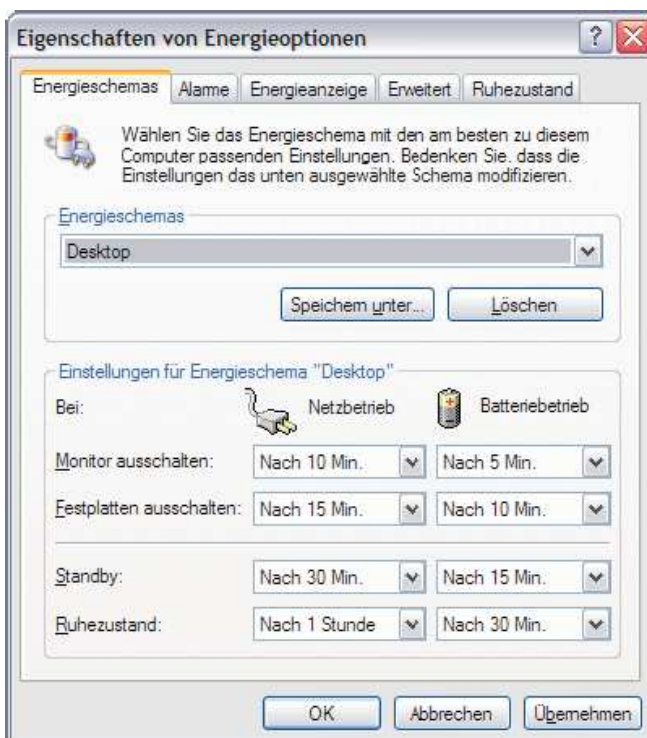 Eigenschaften von Energieoptionen
Energieschemas Alarme Energieanzeige Erweitert Ruhezustand
Wählen Sie das Energieschema mit den am besten zu diesem
Computer passenden Einstellungen. Bedenken Sie, dass die
Einstellungen das unten ausgewählte Schema modifizieren.
Energieschemas
Desktop
Speichern unter... Löschen
Einstellungen für Energieschema "Desktop"
Bei: Netzbetrieb Batteriebetrieb
Monitor ausschalten: Nach 10 Min. Nach 5 Min.
Festplatten ausschalten: Nach 15 Min. Nach 10 Min.
Standby: Nach 30 Min. Nach 15 Min.
Ruhezustand: Nach 1 Stunde Nach 30 Min.
OK Abbrechen Übernehmen